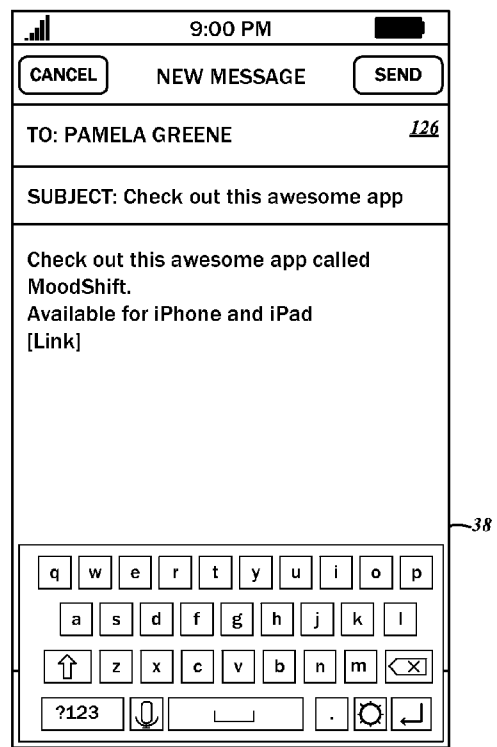 9:00 PM
CANCEL NEW MESSAGE SEND
TO: PAMELA GREENE 126
SUBJECT: Check out this awesome app
Check out this awesome app called
MoodShift.
Available for iPhone and iPad
[Link]
38
q w e r t y u i o p
a s d f g h j k l
z x c v b n m
?123 .